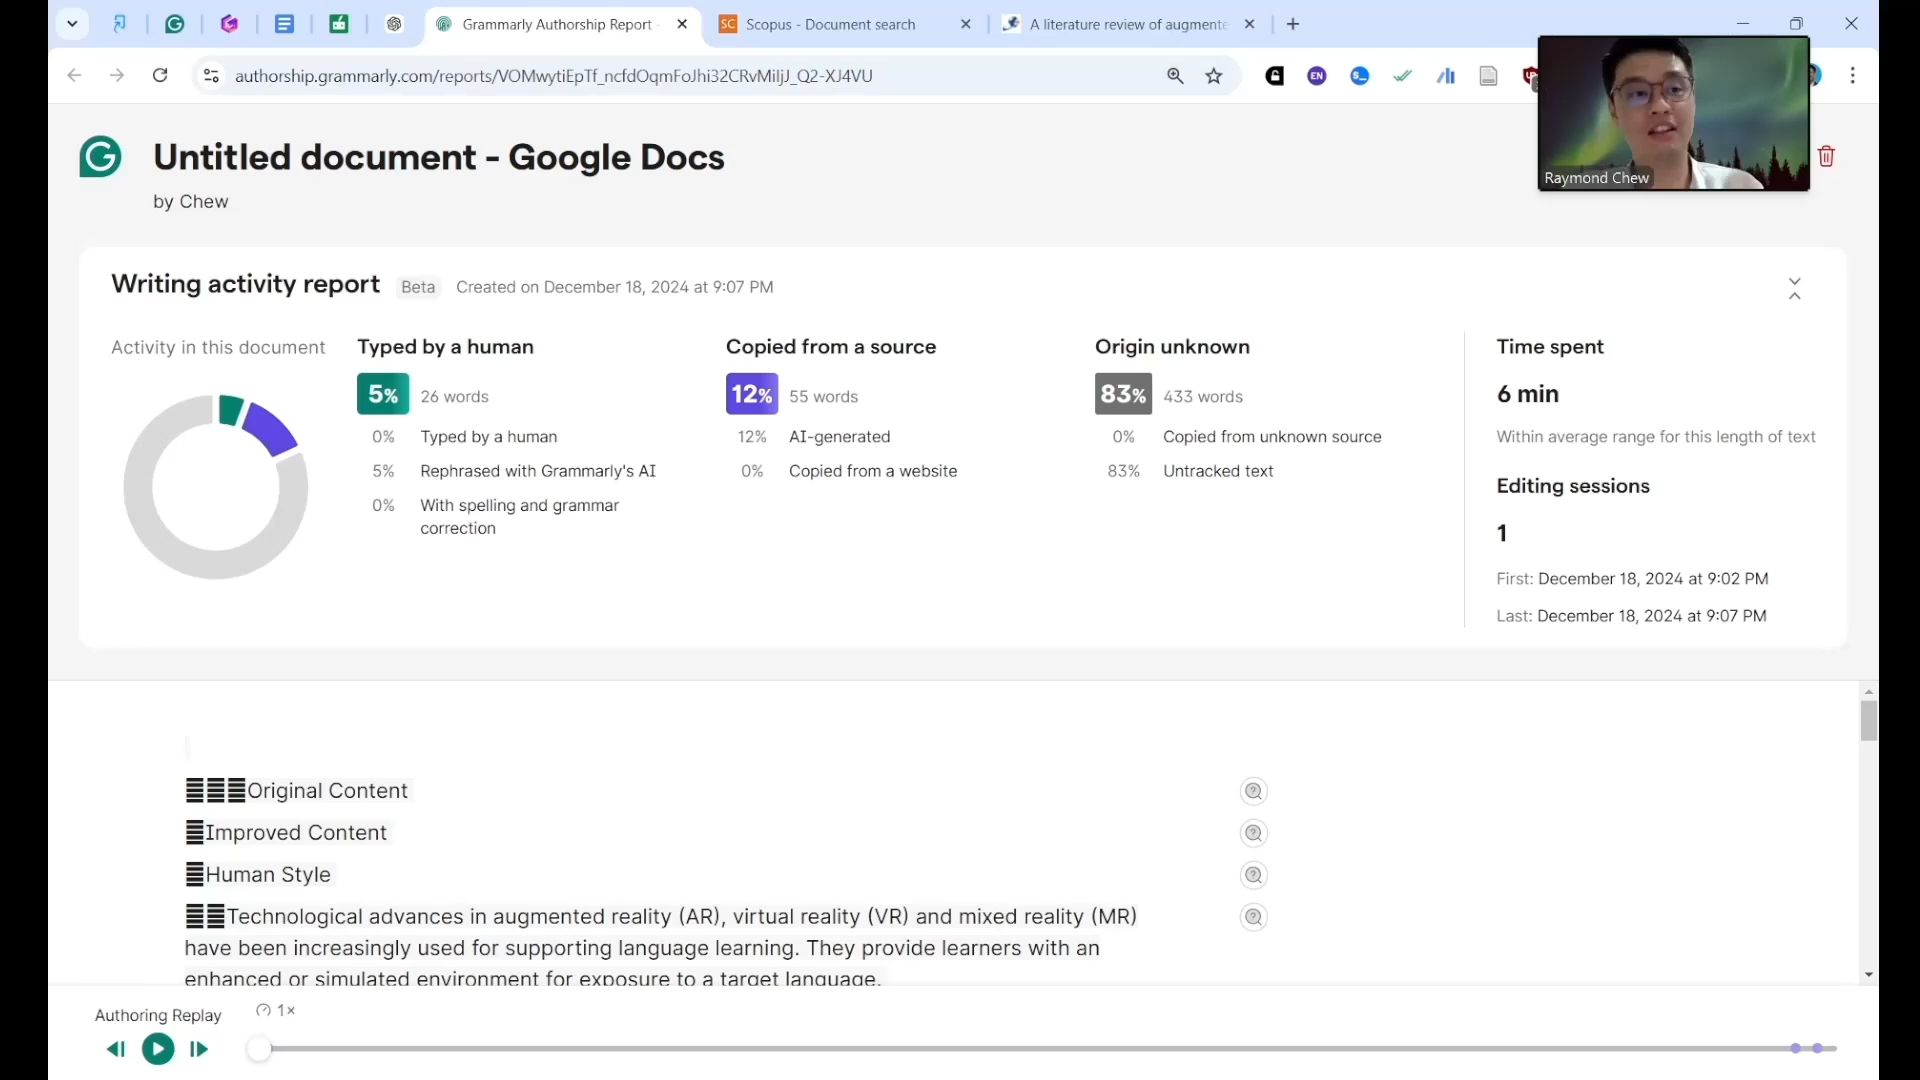 Grammarly Authorship Report -
SC Scopus - Document search
A literature review of augmente
authorship.grammarly.com/reports/VOMwytiEpTf_ncfdOqmFoJhi32CRvMiIjJ_Q2-XJ4VU
EN
Raymond Chew
Untitled document - Google Docs
by Chew
Writing activity report Beta Created on December 18, 2024 at 9:07 PM
Activity in this document
Typed by a human
5% 26 words
0% Typed by a human
5% Rephrased with Grammarly's AI
0% With spelling and grammar
correction
Copied from a source
12% 55 words
12% AI-generated
0% Copied from a website
Origin unknown
83% 433 words
0% Copied from unknown source
83% Untracked text
Time spent
6 min
Within average range for this length of text
Editing sessions
1
First: December 18, 2024 at 9:02 PM
Last: December 18, 2024 at 9:07 PM
Original Content
Improved Content
Human Style
Technological advances in augmented reality (AR), virtual reality (VR) and mixed reality (MR)
have been increasingly used for supporting language learning. They provide learners with an
enhanced or simulated environment for exposure to a target language.
Authoring Replay
1×